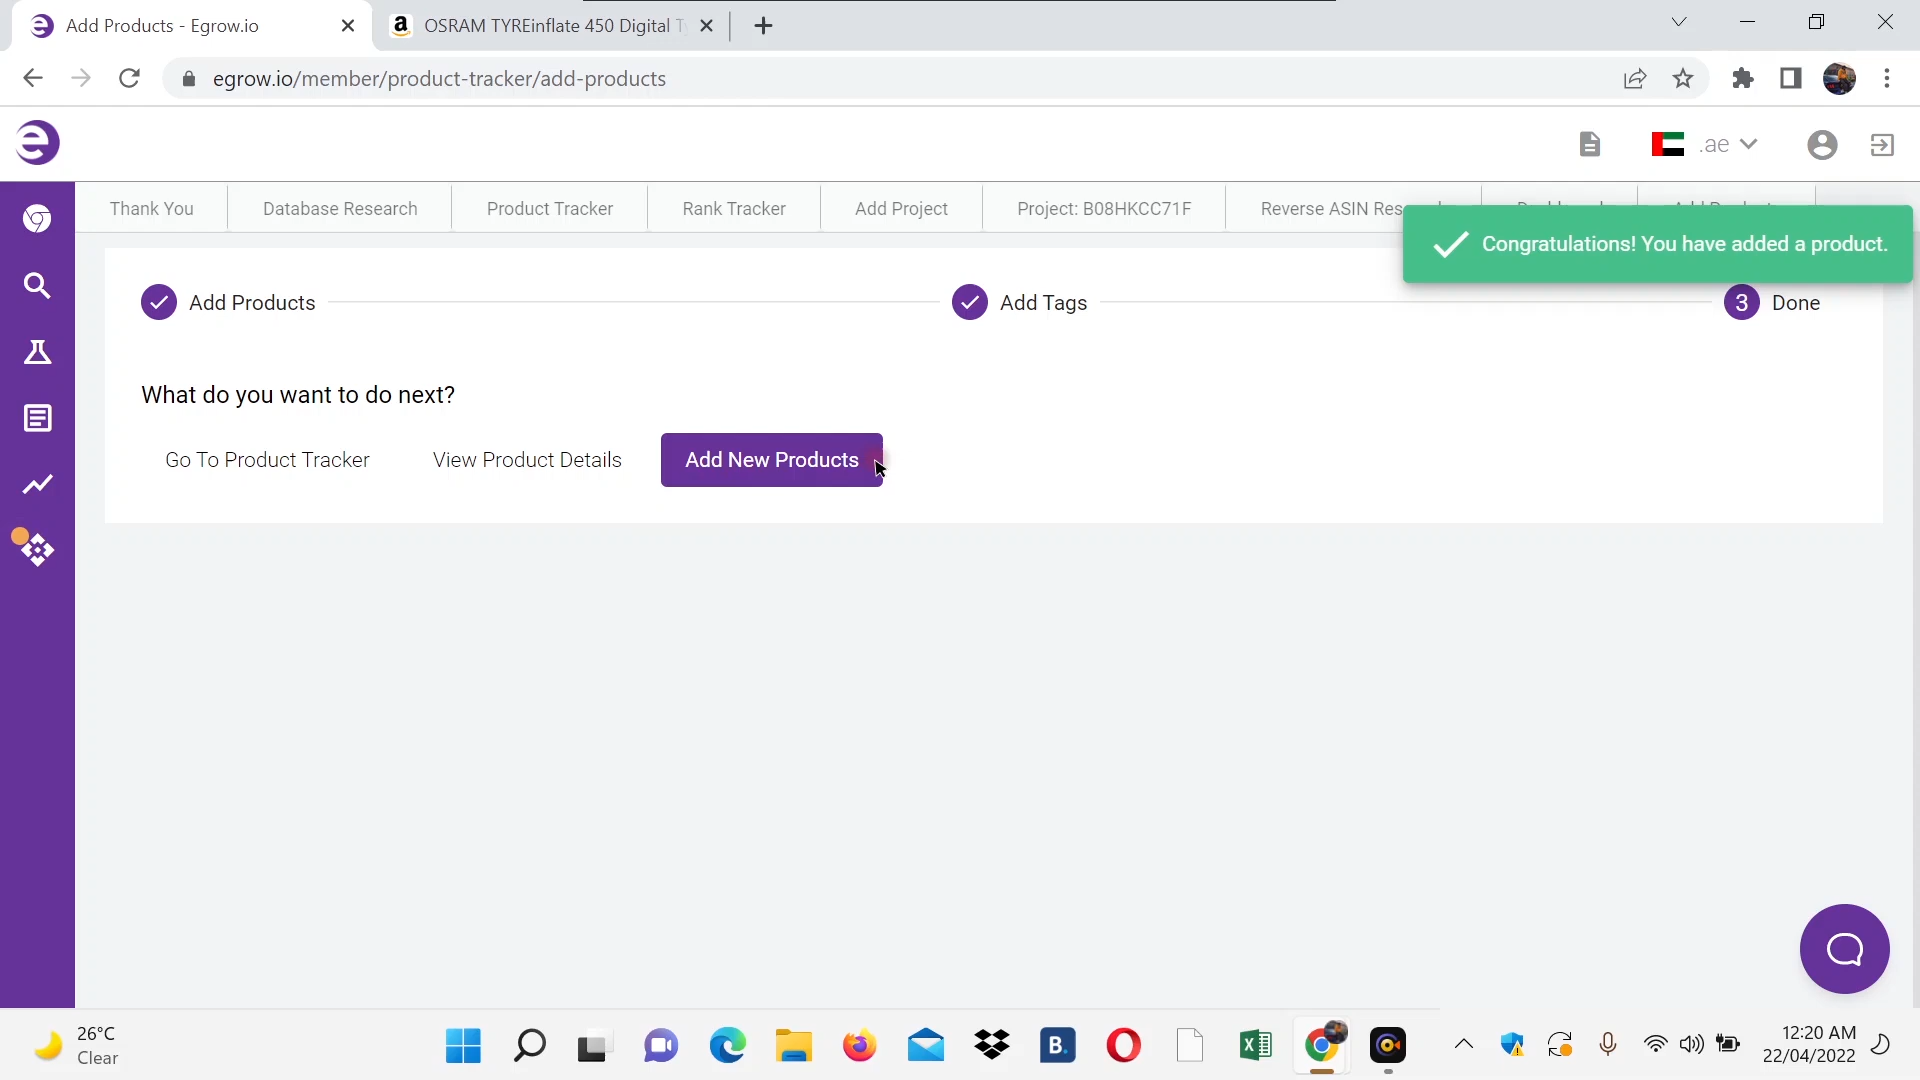 Add Products - Egrow.io
OSRAM TYREinflate 450 Digital
egrow.io/member/product-tracker/add-products
.ae
Thank You
Database Research
Product Tracker
Rank Tracker
Add Project
Project: B08HKCC71F
Reverse ASIN Res
Congratulations! You have added a product.
Add Products
Add Tags
3 Done
What do you want to do next?
Go To Product Tracker
View Product Details
Add New Products
26°C
Clear
B.
12:20 AM
22/04/2022